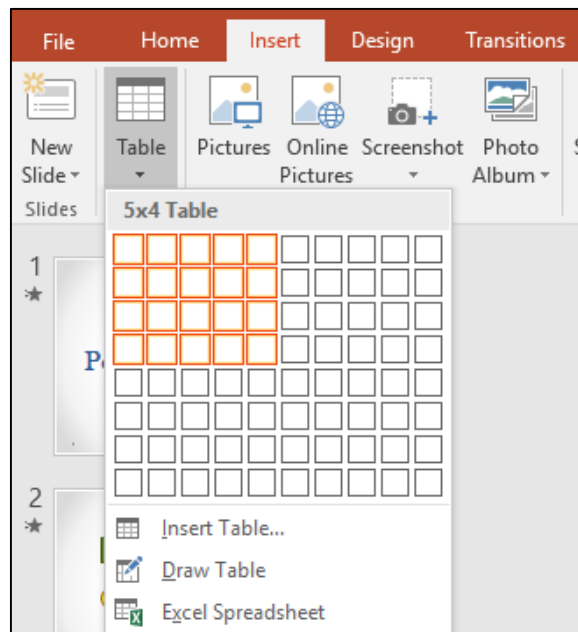 File Home Insert Design Transitions
New Slide Table Pictures Online Pictures Screenshot Photo Album
Slides
5x4 Table
1
2
Insert Table...
Draw Table
Excel Spreadsheet